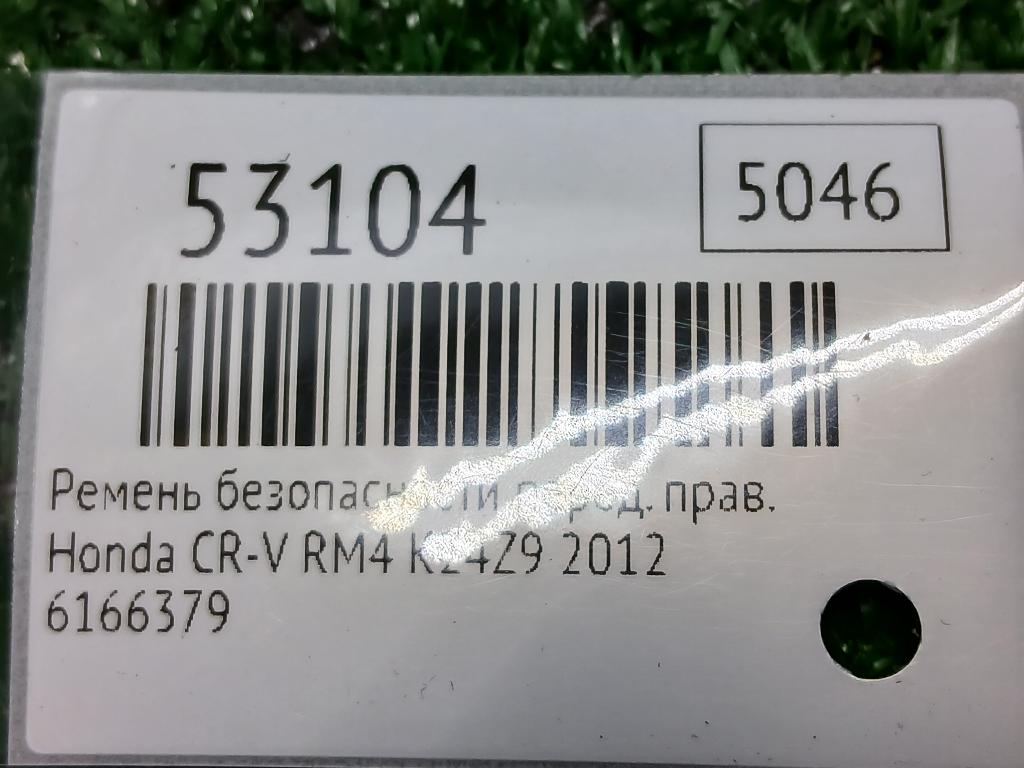 53104
5046
Ремень безопасности перед. прав.
Honda CR-V RM4 K24Z9 2012
6166379